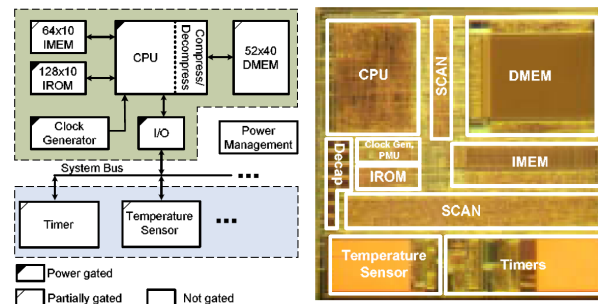 64x10
IMEM
128x10
IROM
CPU
Compress/
Decompress
52x40
DMEM
Clock
Generator
I/O
Power
Management
System Bus
...
Timer
Temperature
Sensor
...
Power gated
Partially gated
Not gated
CPU
SCAN
DMEM
Decap
Clock Gen,
PMU
IROM
IMEM
SCAN
Temperature
Sensor
Timers